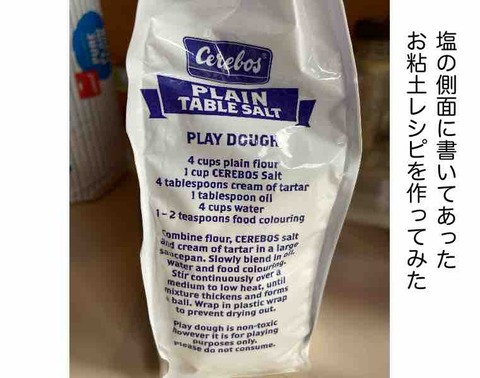 塩の側面に書いてあった
お粘土レシピを作ってみた
Cerebos
PLAIN
TABLE SALT
PLAY DOUGH
4 cups plain flour
1 cup CEREBOS Salt
4 tablespoons cream of tartar
1 tablespoon oil
4 cups water
1 - 2 teaspoons food colouring
Combine flour, CEREBOS salt
and cream of tartar in a large
saucepan. Slowly blend in oil,
water and food colouring.
Stir continuously over a
medium to low heat, until
mixture thickens and forms
a ball. Wrap in plastic wrap
to prevent drying out.
Play dough is non-toxic
however it is for playing
purposes only.
Please do not consume.
PURE